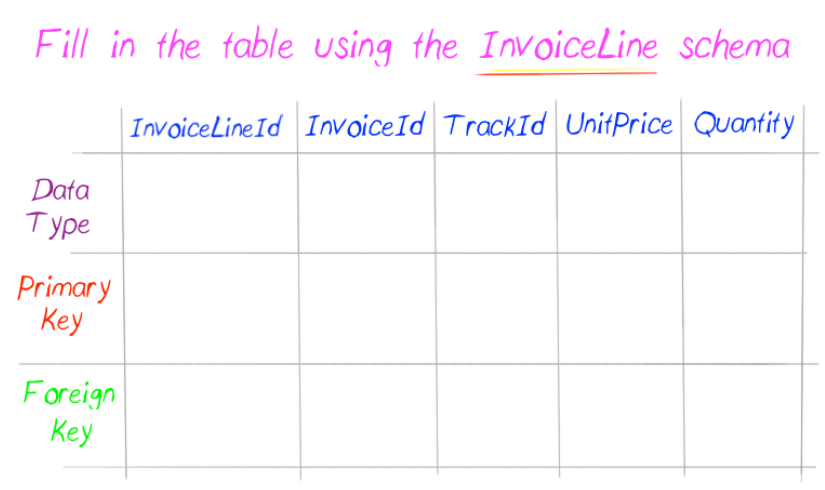 Fill in the table using the InvoiceLine schema
InvoiceLineId InvoiceId TrackId UnitPrice Quantity
Data
Type
Primary
Key
Foreign
Key